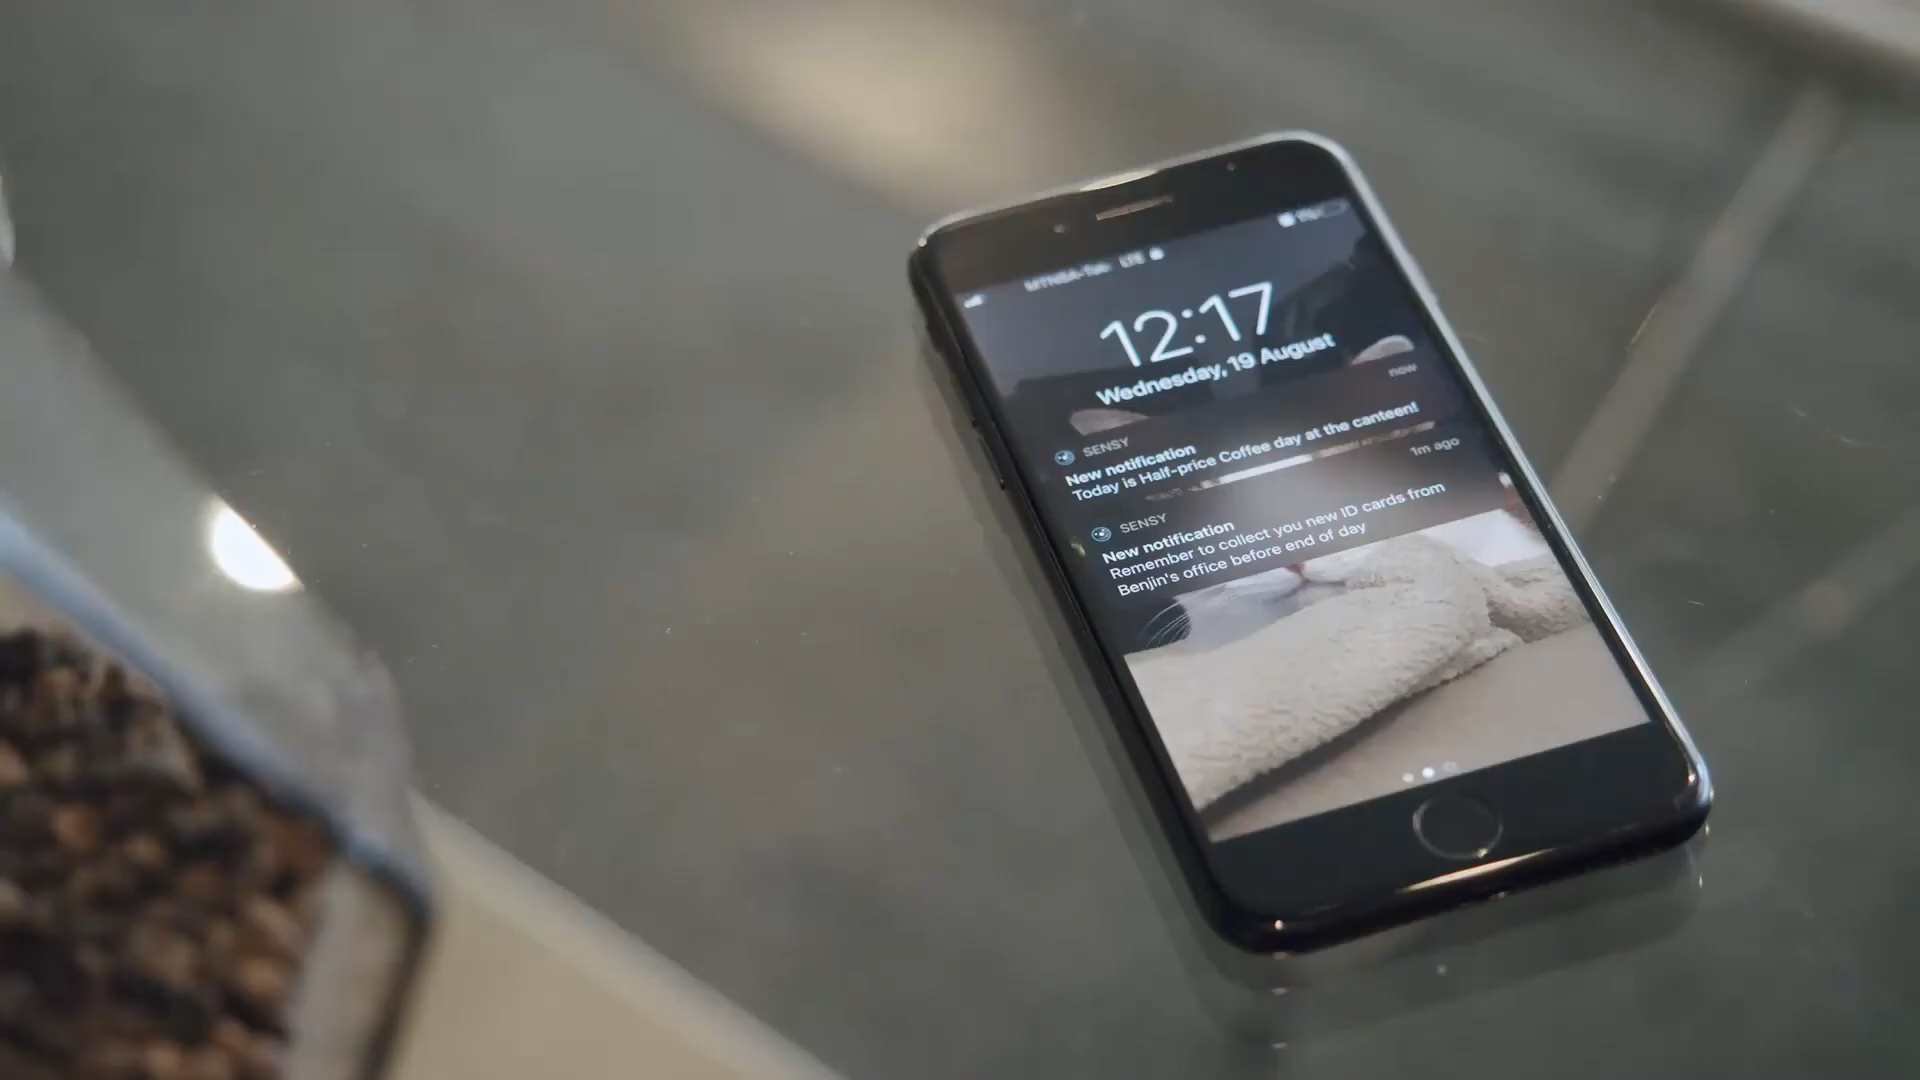 LTE
12:17
Wednesday, 19 August
SENSY
now
New notification
Today is Half-price Coffee day at the canteen!
SENSY
1m ago
New notification
Remember to collect you new ID cards from
Benjin's office before end of day